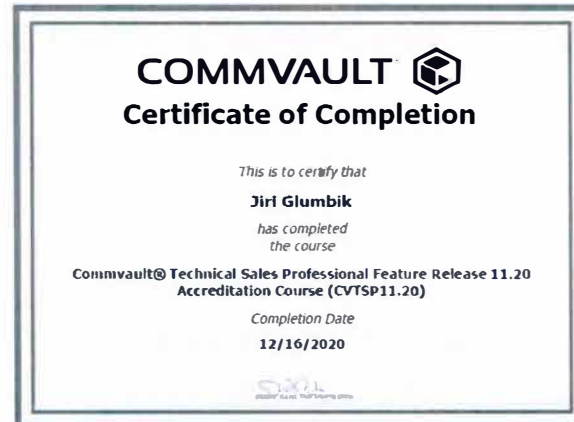 COMMVAULT
Certificate of Completion
This is to certify that
Jiri Glumbik
has completed
the course
Commvault® Technical Sales Professional Feature Release 11.20
Accreditation Course (CVTSP11.20)
Completion Date
12/16/2020